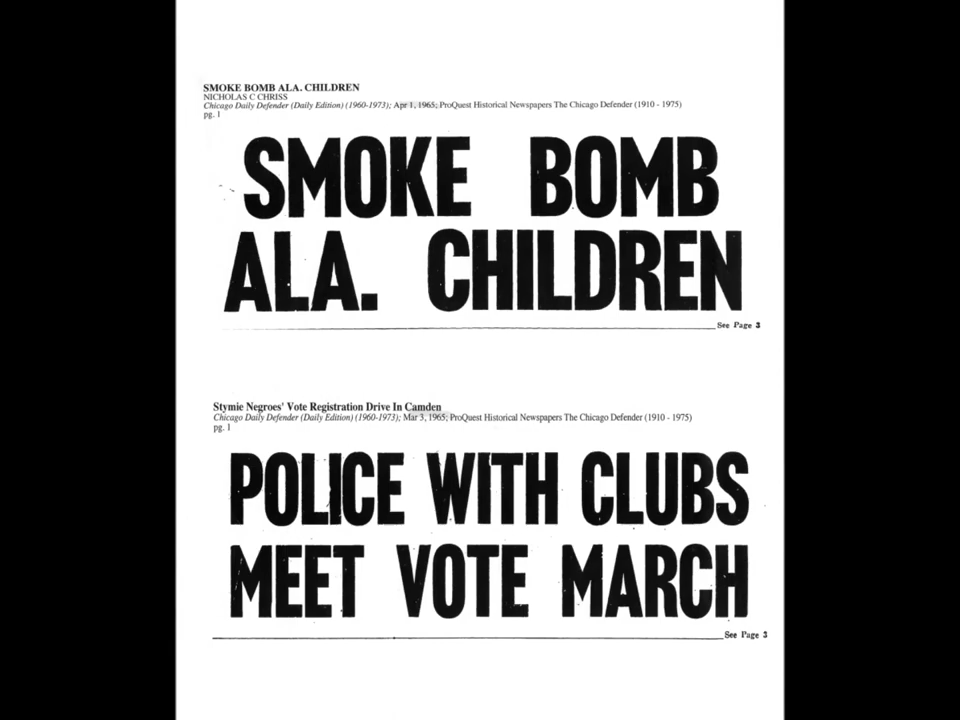 SMOKE BOMB ALA. CHILDREN
NICHOLAS C CHRISS
Chicago Daily Defender (Daily Edition) (1960-1973); Apr 1, 1965; ProQuest Historical Newspapers The Chicago Defender (1910 - 1975)
pg. 1
SMOKE BOMB
ALA. CHILDREN
See Page 3
Stymie Negroes' Vote Registration Drive In Camden
Chicago Daily Defender (Daily Edition) (1960-1973); Mar 3, 1965; ProQuest Historical Newspapers The Chicago Defender (1910 - 1975)
pg. 1
POLICE WITH CLUBS
MEET VOTE MARCH
See Page 3